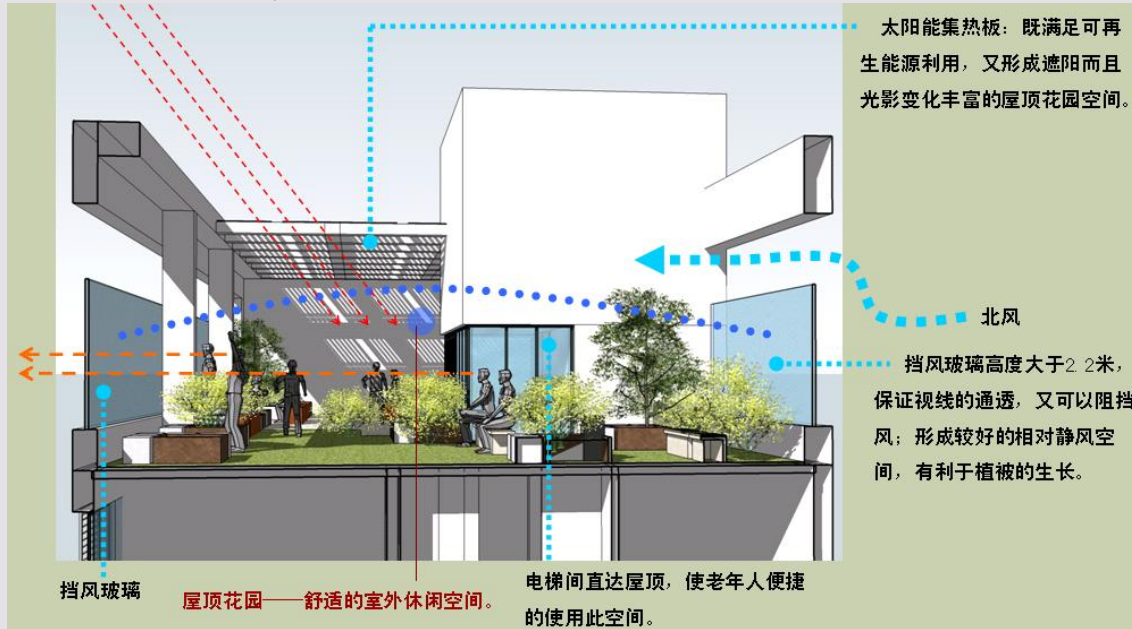 太阳能集热板：既满足可再
生能源利用，又形成遮阳而且
光影变化丰富的屋顶花园空间。
北风
挡风玻璃高度大于2.2米，
保证视线的通透，又可以阻挡
风；形成较好的相对静风空
间，有利于植被的生长。
挡风玻璃
屋顶花园——舒适的室外休闲空间。
电梯间直达屋顶，使老年人便捷
的使用此空间。